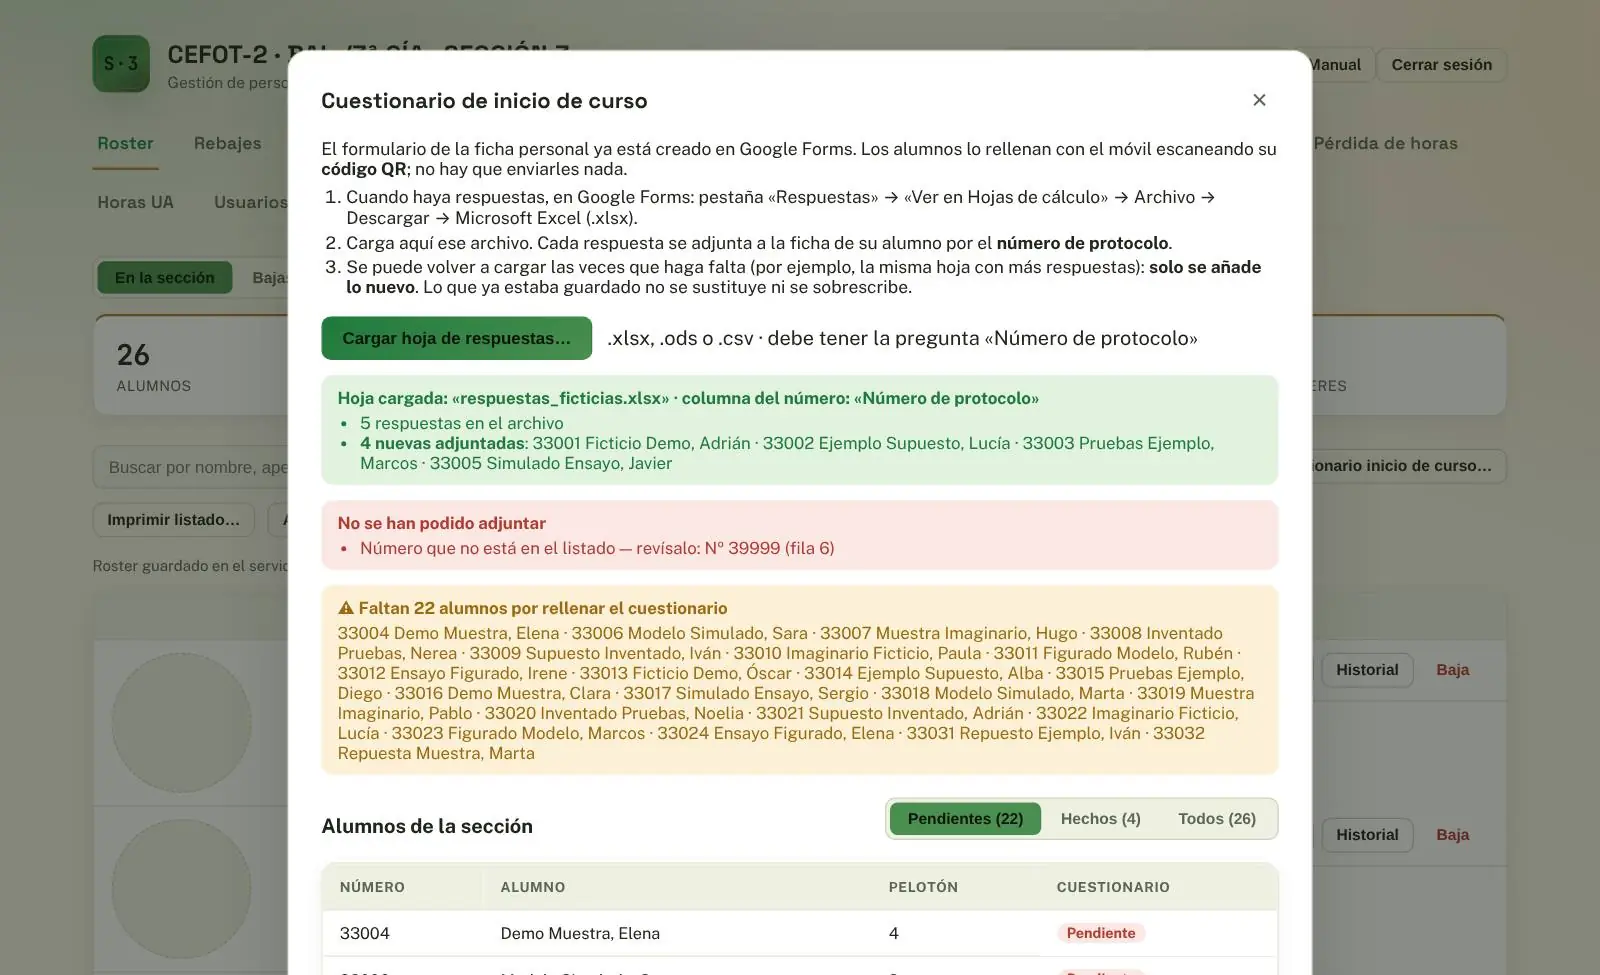 S·3
CEFOT-2 ·
Gestión de perso
Manual
Cerrar sesión
Roster
Rebajes
Pérdida de horas
Horas UA
Usuarios
En la sección
Bajas
26
ALUMNOS
Buscar por nombre, ape
Imprimir listado...
Roster guardado en el servic
Cuestionario de inicio de curso
×
El formulario de la ficha personal ya está creado en Google Forms. Los alumnos lo rellenan con el móvil escaneando su
código QR; no hay que enviarles nada.
1. Cuando haya respuestas, en Google Forms: pestaña «Respuestas» → «Ver en Hojas de cálculo» → Archivo →
Descargar → Microsoft Excel (.xlsx).
2. Carga aquí ese archivo. Cada respuesta se adjunta a la ficha de su alumno por el número de protocolo.
3. Se puede volver a cargar las veces que haga falta (por ejemplo, la misma hoja con más respuestas): solo se añade
lo nuevo. Lo que ya estaba guardado no se sustituye ni se sobrescribe.
Cargar hoja de respuestas...
.xlsx, .ods o .csv · debe tener la pregunta «Número de protocolo»
Hoja cargada: «respuestas_ficticias.xlsx» · columna del número: «Número de protocolo»
• 5 respuestas en el archivo
• 4 nuevas adjuntadas: 33001 Ficticio Demo, Adrián · 33002 Ejemplo Supuesto, Lucía · 33003 Pruebas Ejemplo,
Marcos · 33005 Simulado Ensayo, Javier
No se han podido adjuntar
• Número que no está en el listado — revísalo: Nº 39999 (fila 6)
⚠ Faltan 22 alumnos por rellenar el cuestionario
33004 Demo Muestra, Elena · 33006 Modelo Simulado, Sara · 33007 Muestra Imaginario, Hugo · 33008 Inventado
Pruebas, Nerea · 33009 Supuesto Inventado, Iván · 33010 Imaginario Ficticio, Paula · 33011 Figurado Modelo, Rubén ·
33012 Ensayo Figurado, Irene · 33013 Ficticio Demo, Óscar · 33014 Ejemplo Supuesto, Alba · 33015 Pruebas Ejemplo,
Diego · 33016 Demo Muestra, Clara · 33017 Simulado Ensayo, Sergio · 33018 Modelo Simulado, Marta · 33019 Muestra
Imaginario, Pablo · 33020 Inventado Pruebas, Noelia · 33021 Supuesto Inventado, Adrián · 33022 Imaginario Ficticio,
Lucía · 33023 Figurado Modelo, Marcos · 33024 Ensayo Figurado, Elena · 33031 Repuesto Ejemplo, Iván · 33032
Repuesta Muestra, Marta
Alumnos de la sección
Pendientes (22)
Hechos (4)
Todos (26)
NÚMERO
ALUMNO
PELOTÓN
CUESTIONARIO
33004
Demo Muestra, Elena
4
Pendiente
ERES
onario inicio de curso...
Historial
Baja
Historial
Baja